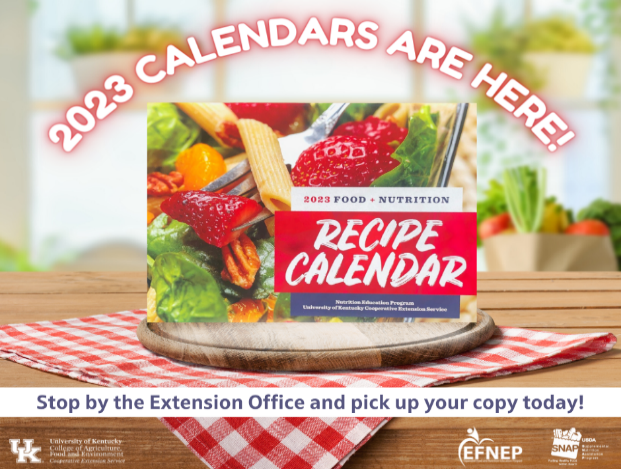 2023 CALENDARS ARE HERE!
2023 FOOD + NUTRITION
RECIPE
CALENDAR
Nutrition Education Program
University of Kentucky Cooperative Extension Service
Stop by the Extension Office and pick up your copy today!
UK
University of Kentucky
College of Agriculture,
Food and Environment
Cooperative Extension Service
EFNEP
SNAP
USDA